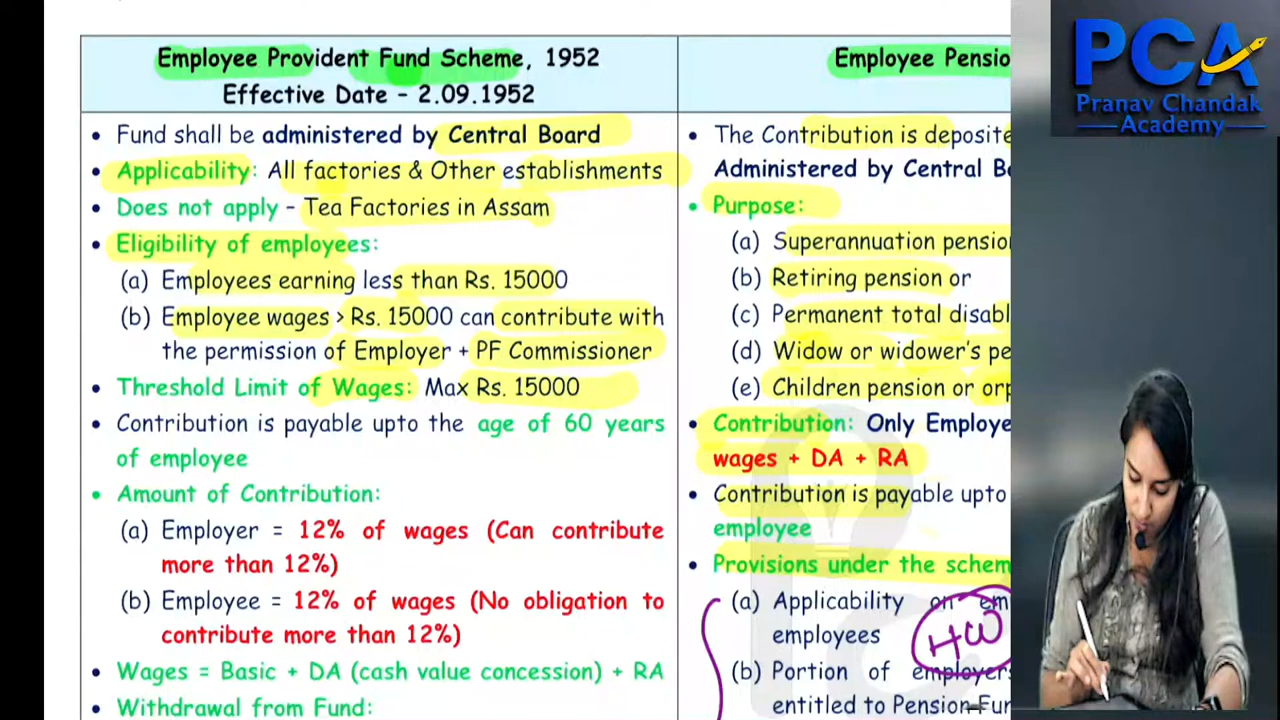 Employee Provident Fund Scheme, 1952
Effective Date – 2.09.1952
• Fund shall be administered by Central Board
• Applicability: All factories & Other establishments
• Does not apply – Tea Factories in Assam
• Eligibility of employees:
(a) Employees earning less than Rs. 15000
(b) Employee wages > Rs. 15000 can contribute with
the permission of Employer + PF Commissioner
• Threshold Limit of Wages: Max Rs. 15000
• Contribution is payable upto the age of 60 years
of employee
• Amount of Contribution:
(a) Employer = 12% of wages (Can contribute
more than 12%)
(b) Employee = 12% of wages (No obligation to
contribute more than 12%)
• Wages = Basic + DA (cash value concession) + RA
• Withdrawal from Fund:
Employee Pensio
• The Contribution is deposite
Administered by Central Bo
• Purpose:
(a) Superannuation pensio
(b) Retiring pension or
(c) Permanent total disabl
(d) Widow or widower's pe
(e) Children pension or orp
• Contribution: Only Employe
wages + DA + RA
• Contribution is payable upto
employee
• Provisions under the schem
(a) Applicability on em
employees
HW
(b) Portion of employers
entitled to Pension Fun
PCA
Pranav Chandak
Academy